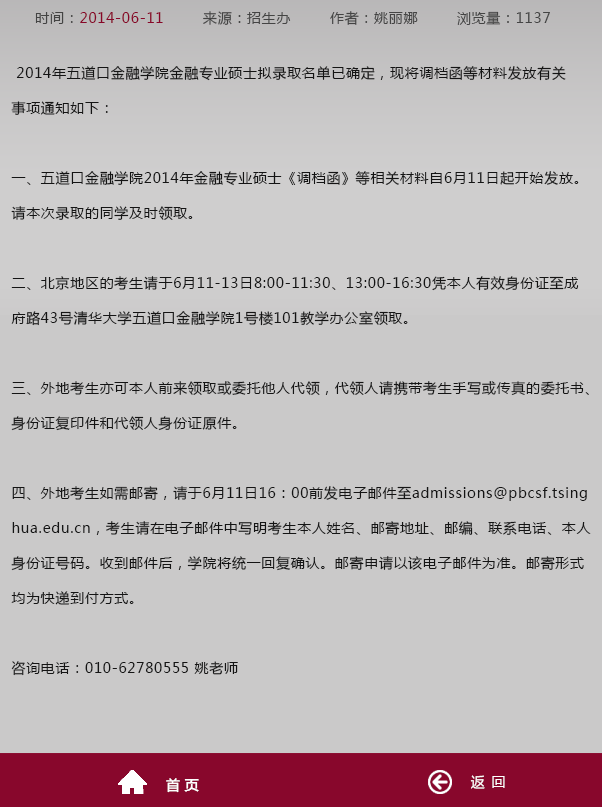 时间：2014-06-11 来源：招生办 作者：姚丽娜 浏览量：1137
2014年五道口金融学院金融专业硕士拟录取名单已确定，现将调档函等材料发放有关
事项通知如下：
一、五道口金融学院2014年金融专业硕士《调档函》等相关材料自6月11日起开始发放。
请本次录取的同学及时领取。
二、北京地区的考生请于6月11-13日8:00-11:30、13:00-16:30凭本人有效身份证至成
府路43号清华大学五道口金融学院1号楼101教学办公室领取。
三、外地考生亦可本人前来领取或委托他人代领，代领人请携带考生手写或传真的委托书、
身份证复印件和代领人身份证原件。
四、外地考生如需邮寄，请于6月11日16：00前发电子邮件至admissions@pbcsf.tsing
hua.edu.cn，考生请在电子邮件中写明考生本人姓名、邮寄地址、邮编、联系电话、本人
身份证号码。收到邮件后，学院将统一回复确认。邮寄申请以该电子邮件为准。邮寄形式
均为快递到付方式。
咨询电话：010-62780555 姚老师
首页 返回